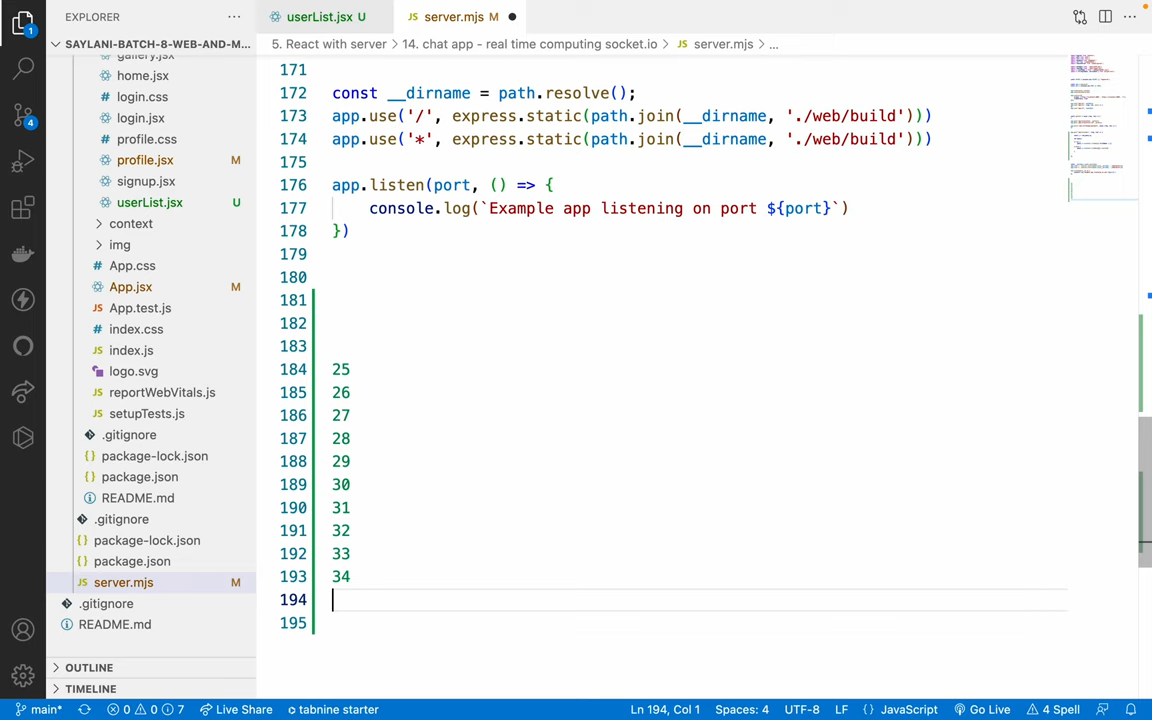 EXPLORER
userList.jsx U
JS server.mjs M
SAYLANI-BATCH-8-WEB-AND-M...
5. React with server > 14. chat app - real time computing socket.io > JS server.mjs > ...
gallery.jsx
home.jsx
# login.css
login.jsx
# profile.css
profile.jsx M
signup.jsx
userList.jsx U
context
img
# App.css
App.jsx M
JS App.test.js
# index.css
JS index.js
logo.svg
JS reportWebVitals.js
JS setupTests.js
.gitignore
{} package-lock.json
{} package.json
README.md
.gitignore
{} package-lock.json
{} package.json
JS server.mjs M
.gitignore
README.md
OUTLINE
TIMELINE
1
4
171
172 const __dirname = path.resolve();
173 app.use('/', express.static(path.join(__dirname, './web/build')))
174 app.use('*', express.static(path.join(__dirname, './web/build')))
175
176 app.listen(port, () => {
177 console.log(`Example app listening on port ${port}`)
178 })
179
180
181
182
183
184 25
185 26
186 27
187 28
188 29
189 30
190 31
191 32
192 33
193 34
194
195
main* 0 0 7 Live Share tabnine starter Ln 194, Col 1 Spaces: 4 UTF-8 LF {} JavaScript Go Live 4 Spell